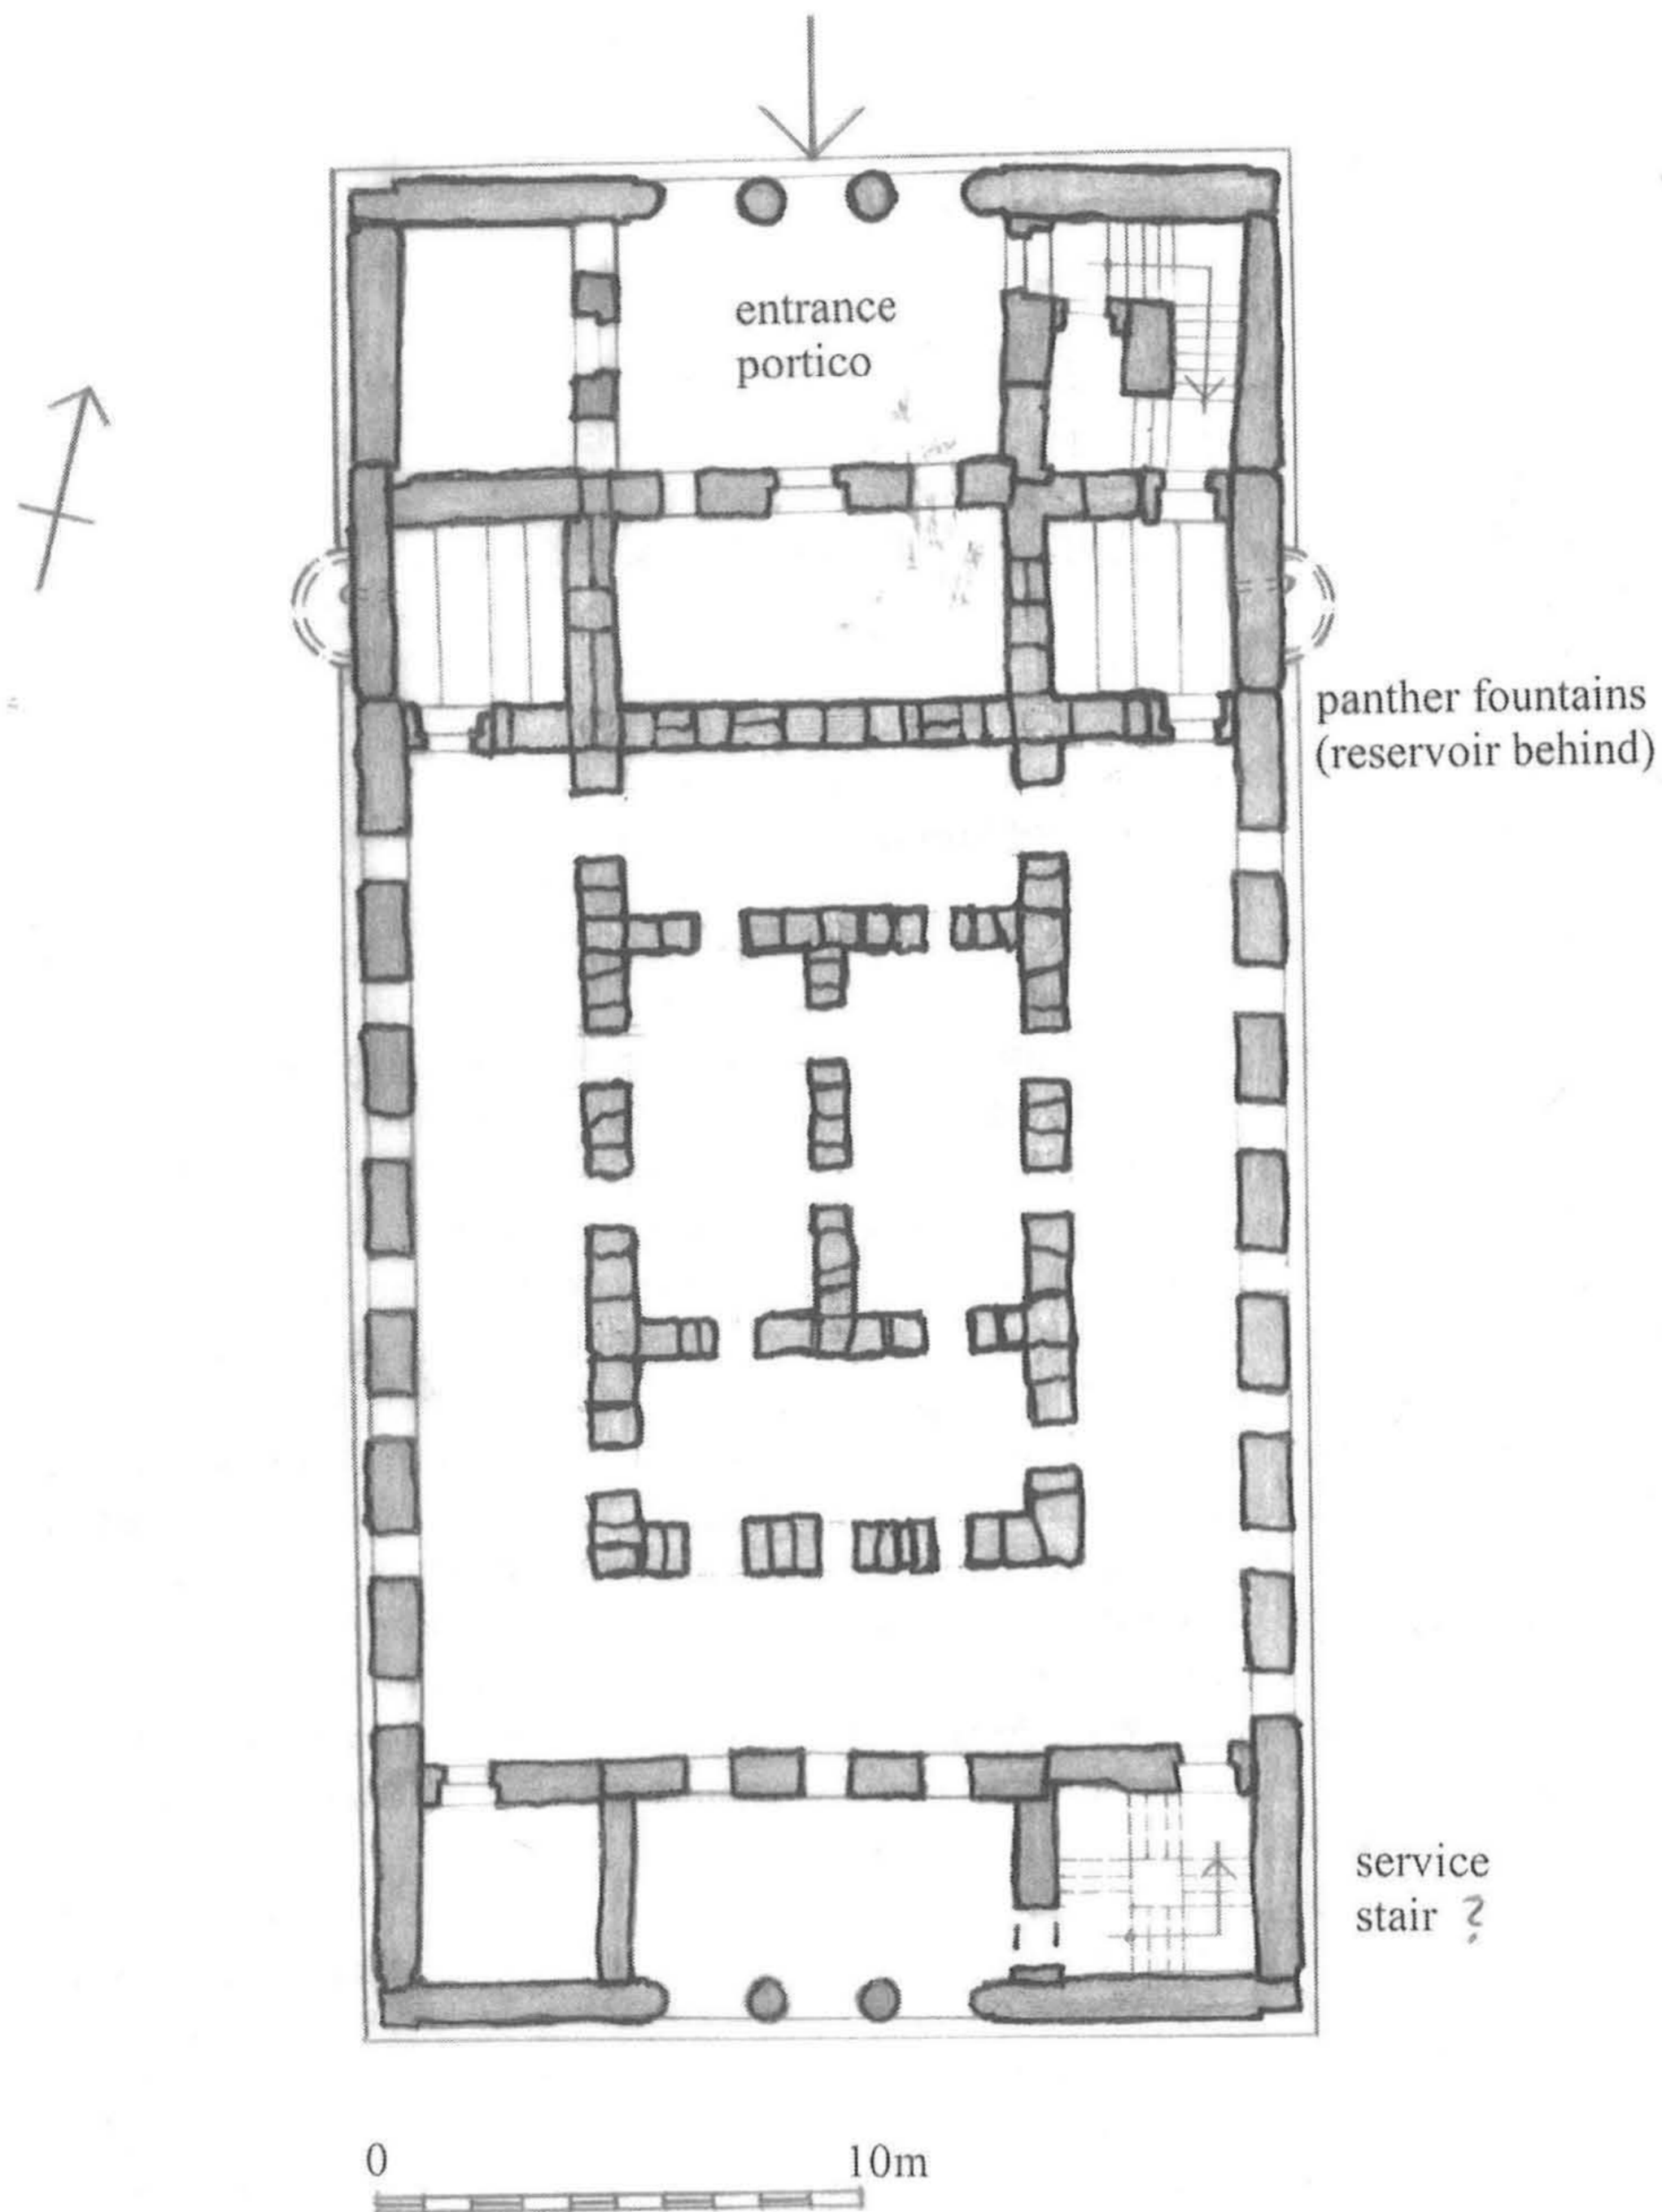 entrance
portico
panther fountains
(reservoir behind)
service
stair ?
0 10m